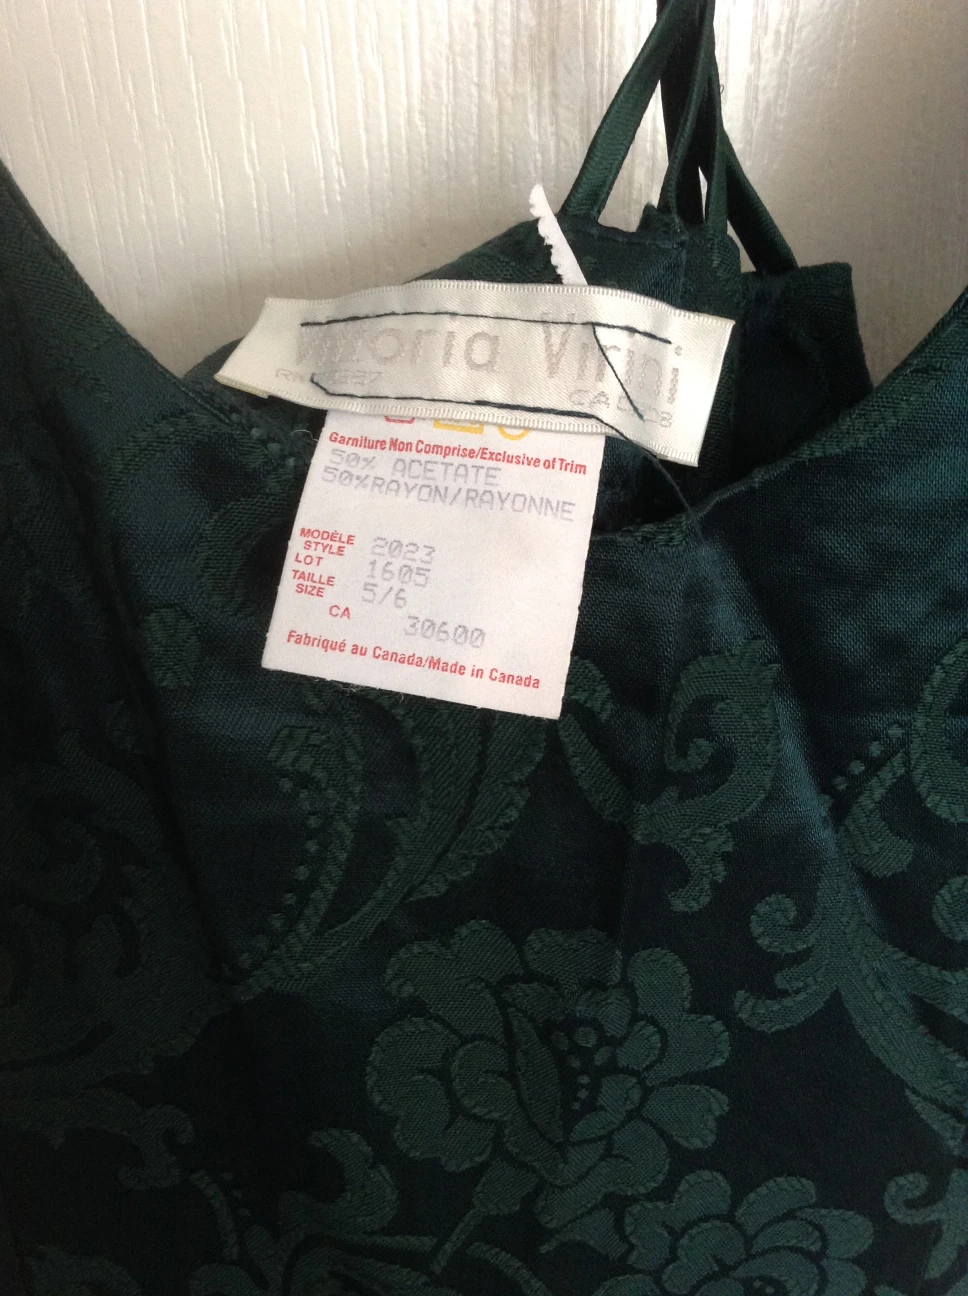 Vittoria Virini
Garniture Non Comprise/Exclusive of Trim
50% ACETATE
50%RAYON/RAYONNE
MODÈLE
STYLE 2023
LOT 1605
TAILLE
SIZE 5/6
CA 30600
Fabriqué au Canada/Made in Canada